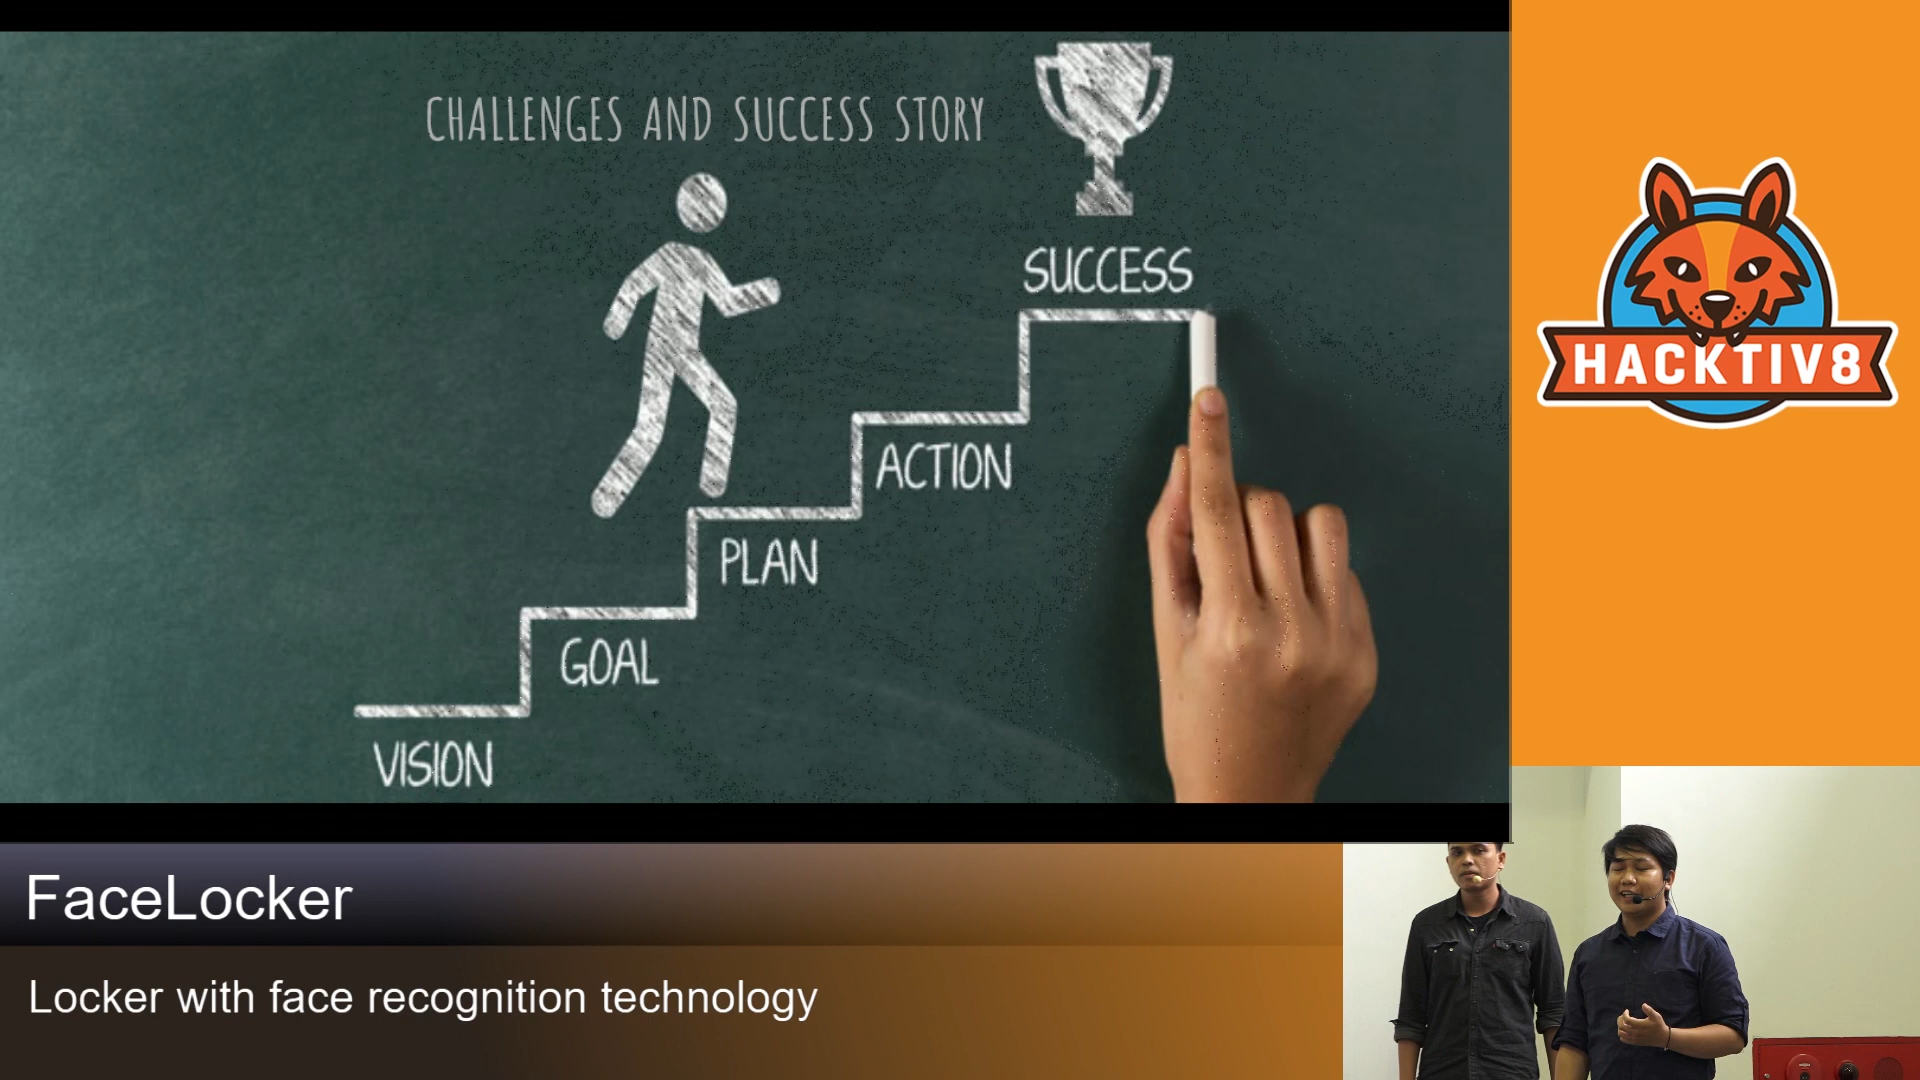 CHALLENGES AND SUCCESS STORY
SUCCESS
ACTION
PLAN
GOAL
VISION
HACKTIV8
FaceLocker
Locker with face recognition technology